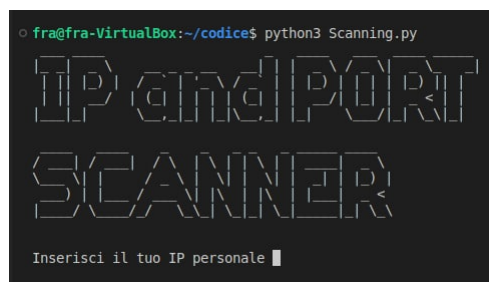 fra@fra-VirtualBox:~/codice$ python3 Scanning.py
IP and PORT
SCANNER
Inserisci il tuo IP personale